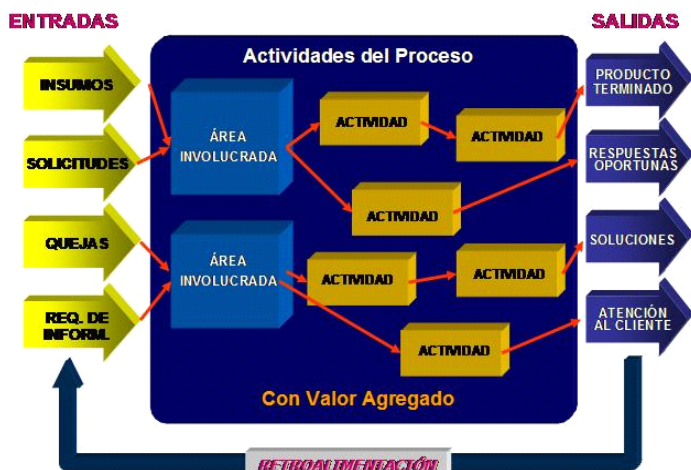 ENTRADAS
SALIDAS
Actividades del Proceso
INSUMOS
SOLICITUDES
QUEJAS
REQ. DE
INFORM.
ÁREA
INVOLUCRADA
ACTIVIDAD
ACTIVIDAD
ACTIVIDAD
ÁREA
INVOLUCRADA
ACTIVIDAD
ACTIVIDAD
ACTIVIDAD
PRODUCTO
TERMINADO
RESPUESTAS
OPORTUNAS
SOLUCIONES
ATENCIÓN
AL CLIENTE
Con Valor Agregado
RETROALIMENTACIÓN